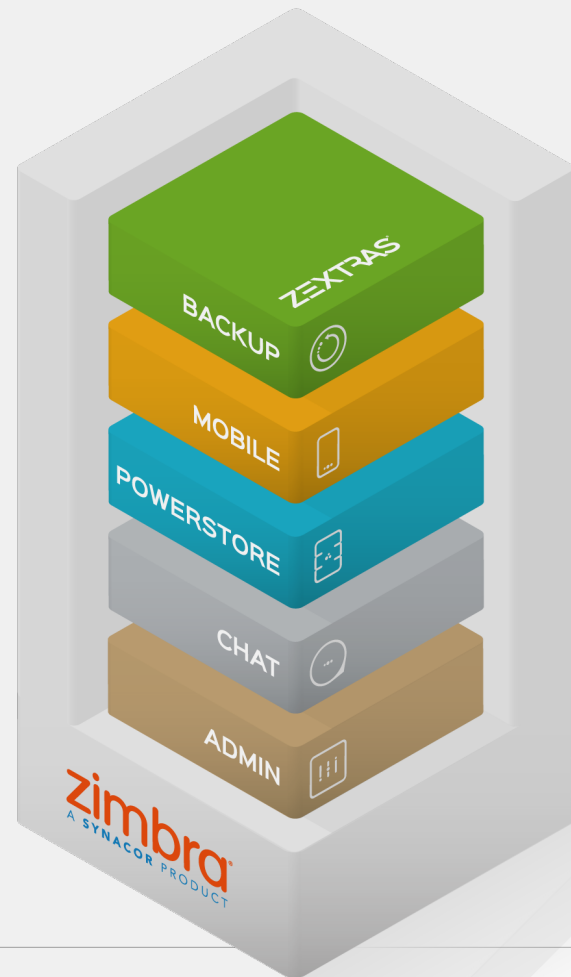 ZEXTRAS
BACKUP
MOBILE
POWERSTORE
CHAT
ADMIN
zimbra®
A SYNACOR PRODUCT